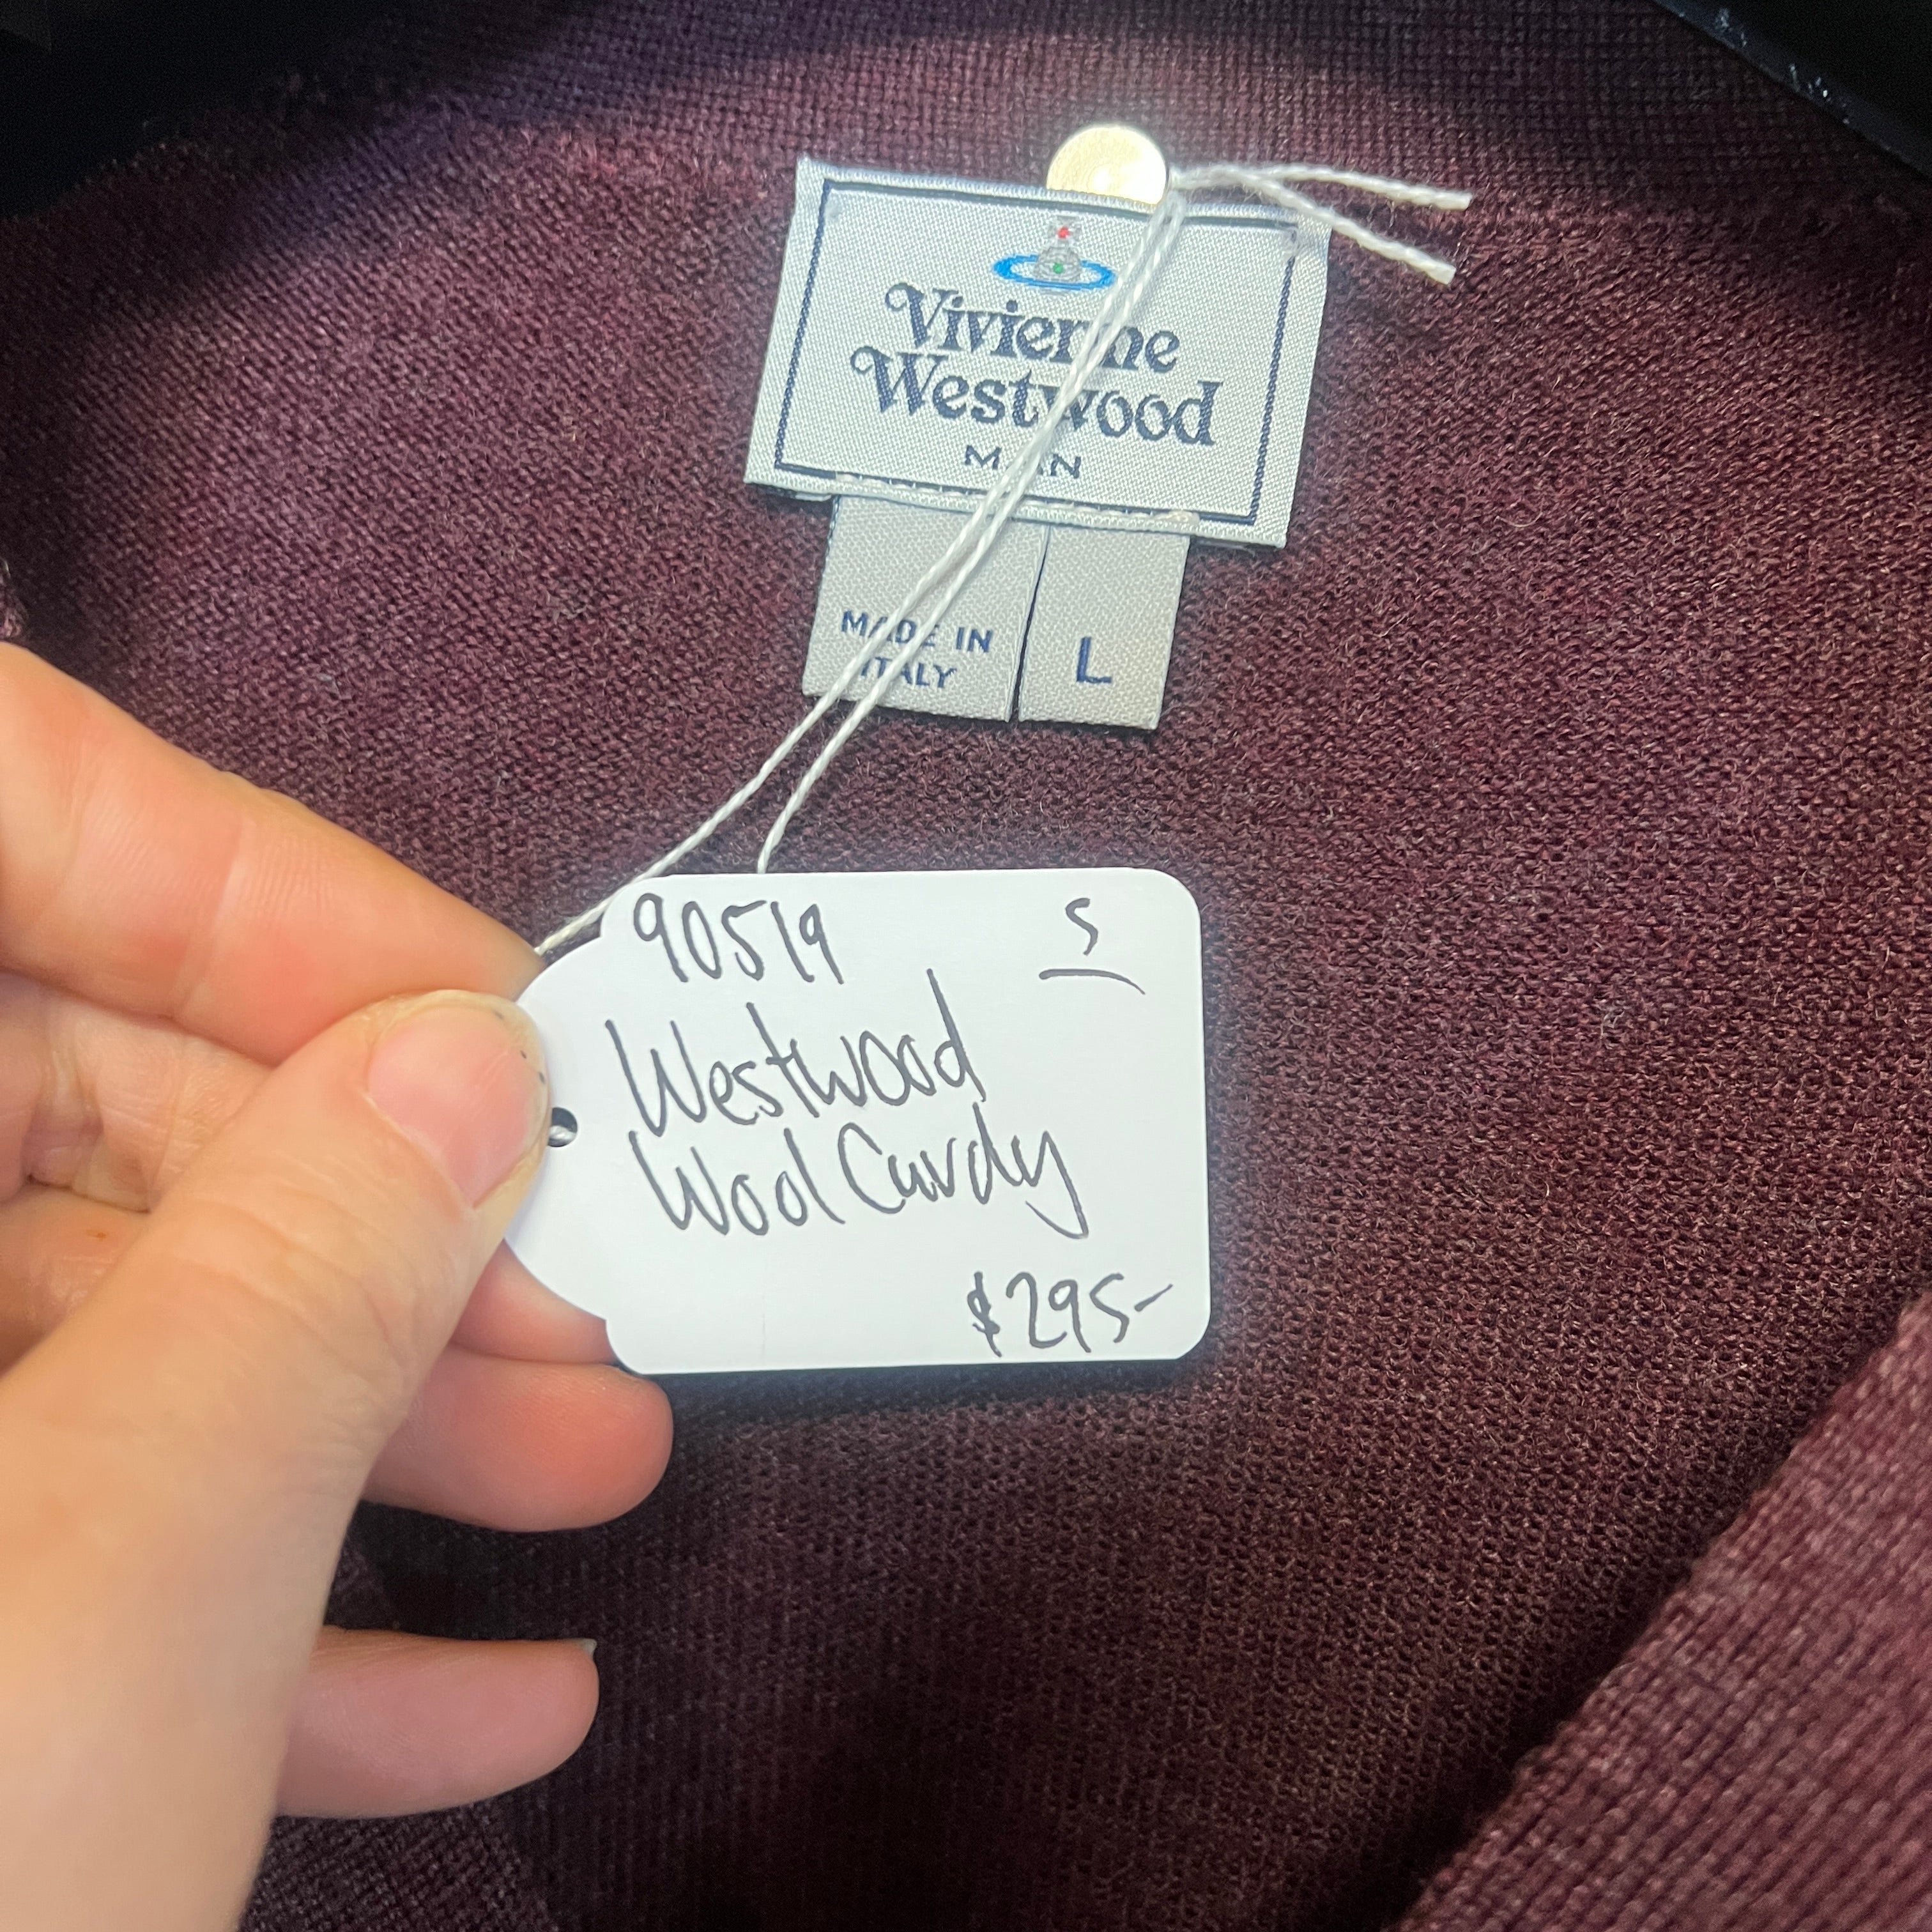 Vivienne
Westwood
MAN
MADE IN
ITALY
L
90519
S
Westwood
Wool Cardy
$295-